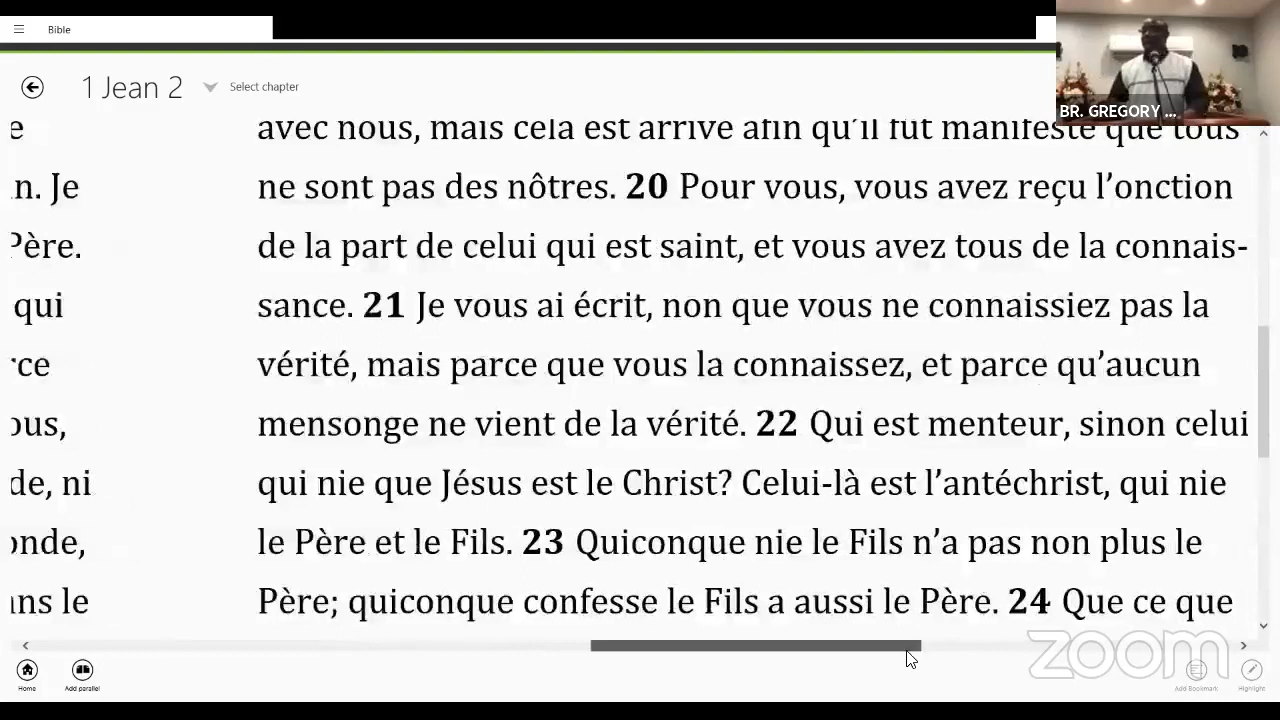 Bible
1 Jean 2
Select chapter
BR. GREGORY ...
e
n. Je
Père.
qui
rce
ous,
de, ni
onde,
ns le
avec nous, mais cela est arrivé afin qu'il fût manifeste que tous
ne sont pas des nôtres. 20 Pour vous, vous avez reçu l'onction
de la part de celui qui est saint, et vous avez tous de la connais-
sance. 21 Je vous ai écrit, non que vous ne connaissiez pas la
vérité, mais parce que vous la connaissez, et parce qu'aucun
mensonge ne vient de la vérité. 22 Qui est menteur, sinon celui
qui nie que Jésus est le Christ? Celui-là est l'antéchrist, qui nie
le Père et le Fils. 23 Quiconque nie le Fils n'a pas non plus le
Père; quiconque confesse le Fils a aussi le Père. 24 Que ce que
zoom
Home
Add parallel
Add Bookmark
Highlight